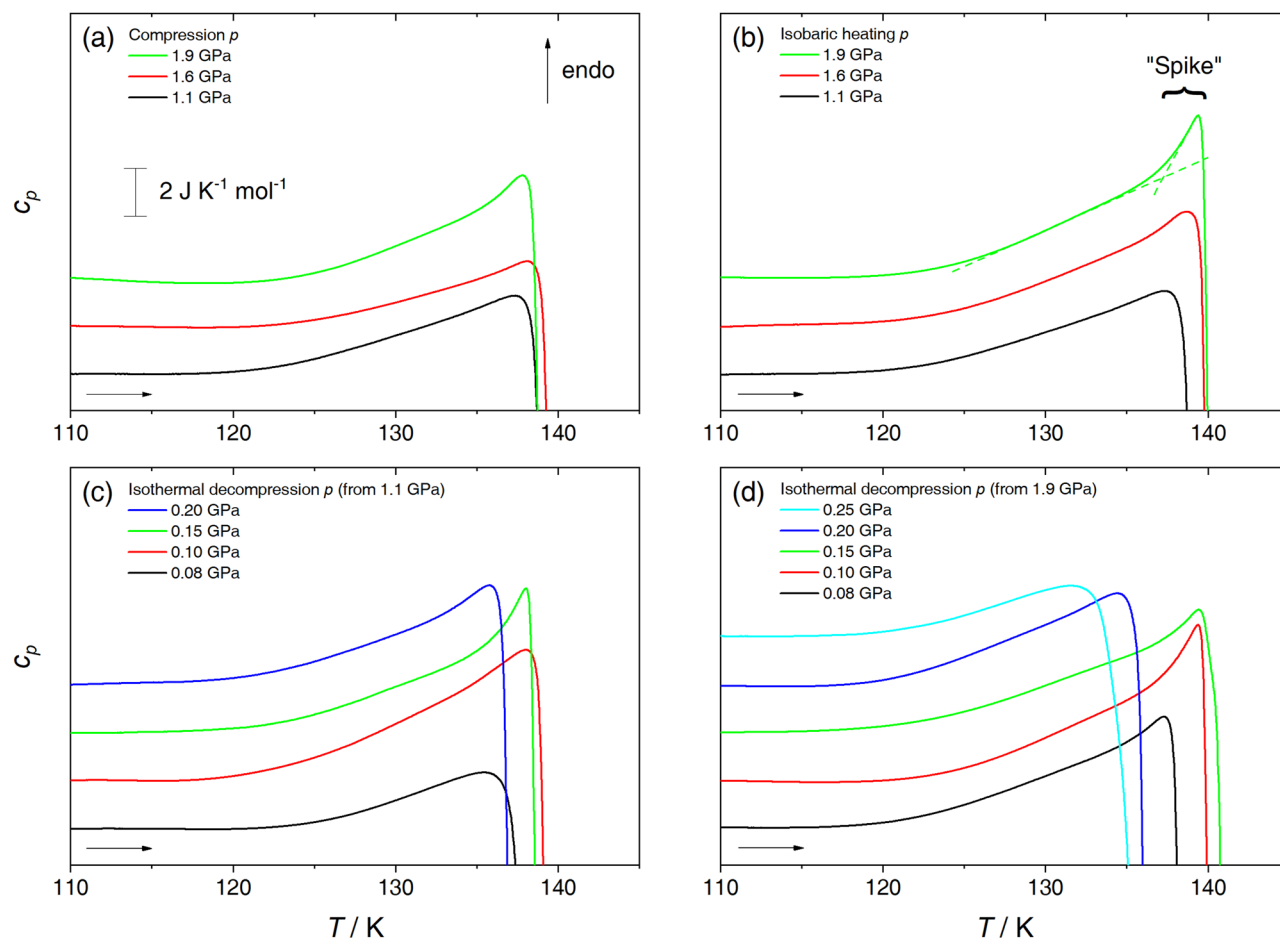 (a) Compression p
1.9 GPa
1.6 GPa
1.1 GPa
endo
2 J K-1 mol-1
cp
110 120 130 140
(b) Isobaric heating p
1.9 GPa
1.6 GPa
1.1 GPa
"Spike"
110 120 130 140
(c) Isothermal decompression p (from 1.1 GPa)
0.20 GPa
0.15 GPa
0.10 GPa
0.08 GPa
cp
110 120 130 140
T / K
(d) Isothermal decompression p (from 1.9 GPa)
0.25 GPa
0.20 GPa
0.15 GPa
0.10 GPa
0.08 GPa
110 120 130 140
T / K